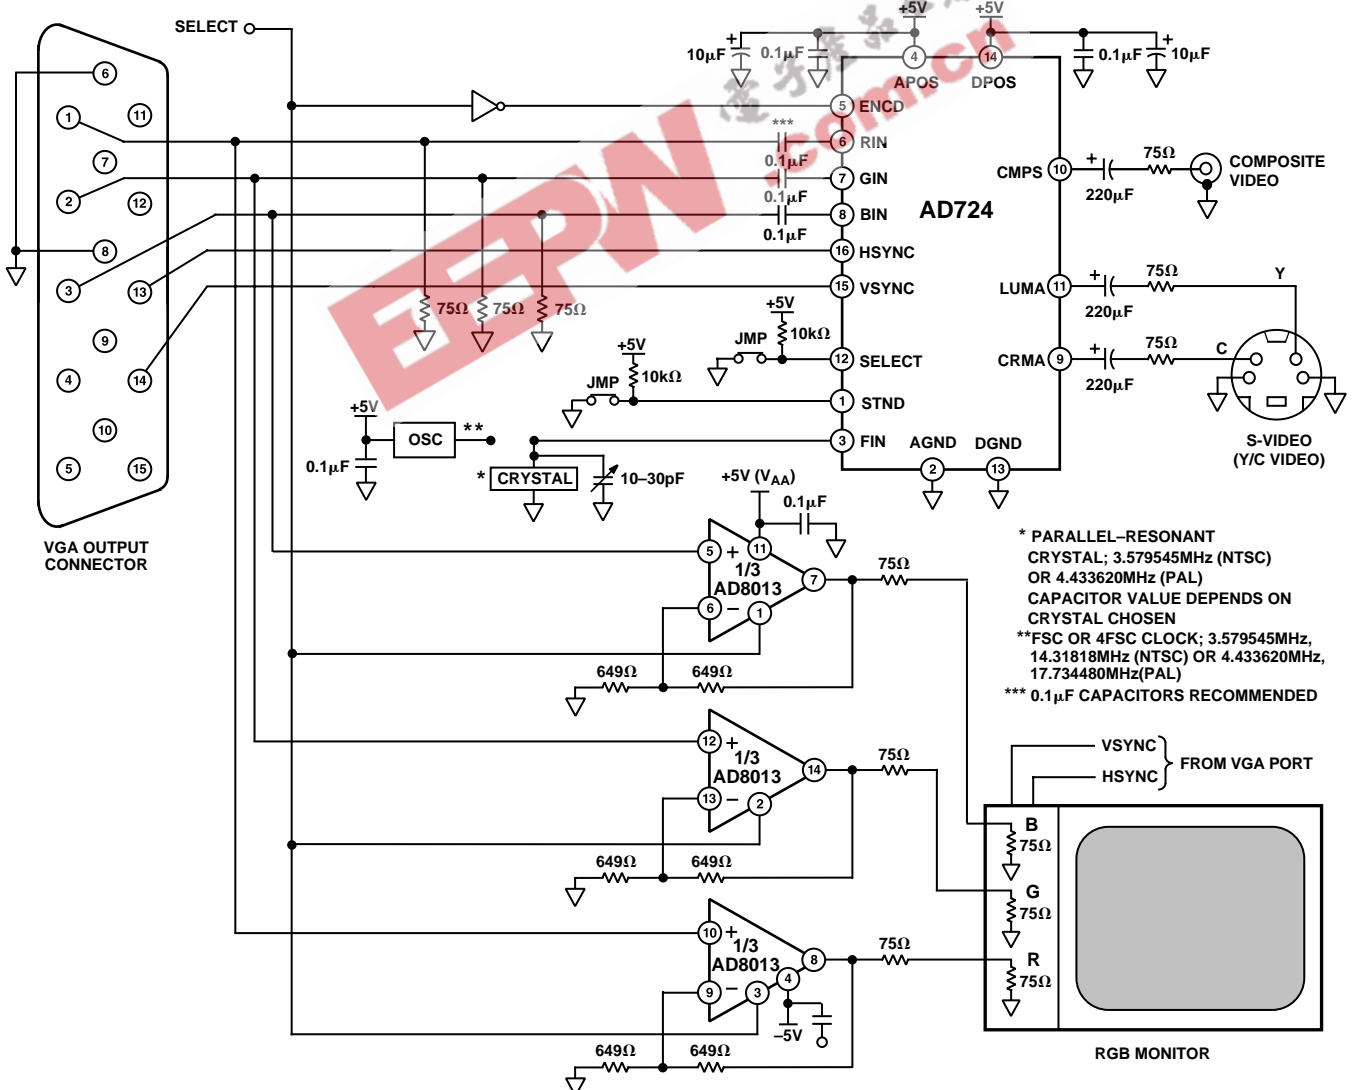 SELECT
+5V
+5V
10μF
0.1μF
0.1μF
10μF
4
14
APOS
DPOS
电子产品
EEPW
.com.cn
6
11
1
7
2
12
8
3
13
9
4
14
10
5
15
VGA OUTPUT
CONNECTOR
5
ENCD
***
6
RIN
0.1μF
7
GIN
0.1μF
8
BIN
0.1μF
16
HSYNC
15
VSYNC
75Ω
75Ω
75Ω
AD724
CMPS
10
220μF
75Ω
COMPOSITE
VIDEO
LUMA
11
220μF
75Ω
Y
CRMA
9
220μF
75Ω
C
S-VIDEO
(Y/C VIDEO)
+5V
10kΩ
JMP
12
SELECT
+5V
10kΩ
JMP
1
STND
3
FIN
AGND
2
DGND
13
+5V
OSC
**
0.1μF
*
CRYSTAL
10–30pF
+5V (VAA)
0.1μF
5
+
11
1/3
AD8013
7
6
–
1
75Ω
649Ω
649Ω
12
+
1/3
AD8013
14
13
–
2
75Ω
649Ω
649Ω
10
+
1/3
AD8013
8
9
–
3
4
–5V
75Ω
649Ω
649Ω
* PARALLEL–RESONANT
CRYSTAL; 3.579545MHz (NTSC)
OR 4.433620MHz (PAL)
CAPACITOR VALUE DEPENDS ON
CRYSTAL CHOSEN
**FSC OR 4FSC CLOCK; 3.579545MHz,
14.31818MHz (NTSC) OR 4.433620MHz,
17.734480MHz(PAL)
*** 0.1μF CAPACITORS RECOMMENDED
VSYNC
HSYNC
FROM VGA PORT
B
75Ω
G
75Ω
R
75Ω
RGB MONITOR